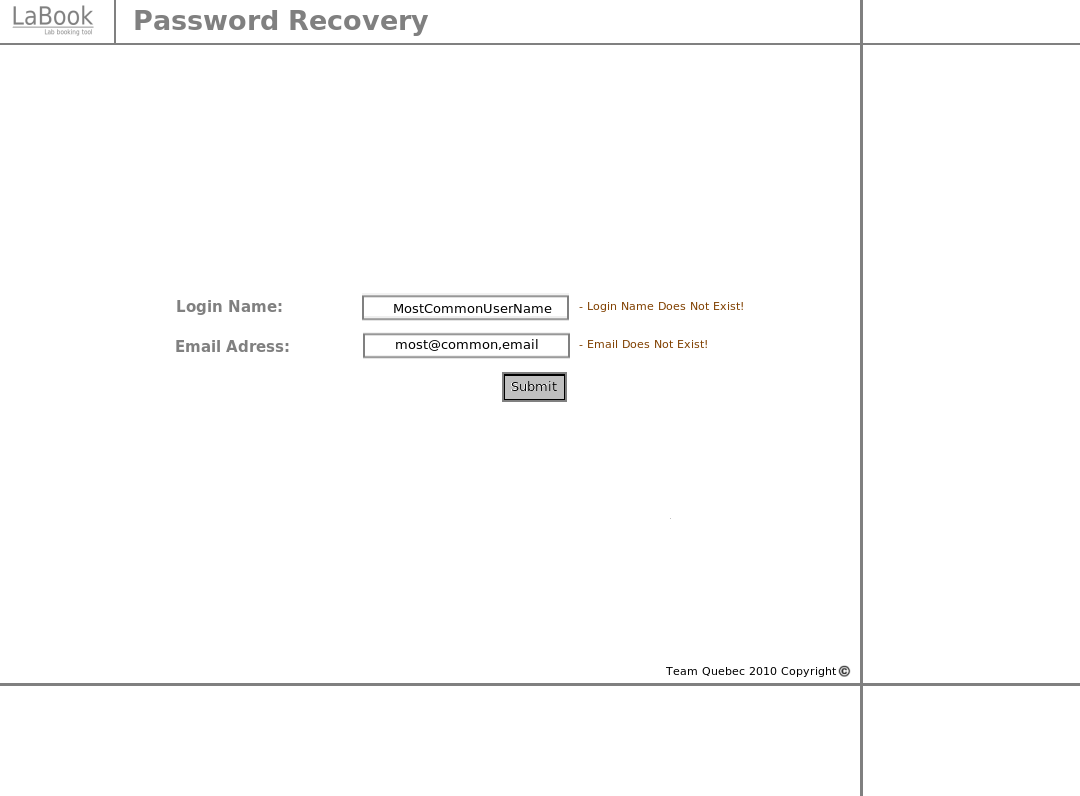 LaBook
Lab booking tool
Password Recovery
Login Name: MostCommonUserName - Login Name Does Not Exist!
Email Adress: most@common,email - Email Does Not Exist!
Submit
Team Quebec 2010 Copyright ©